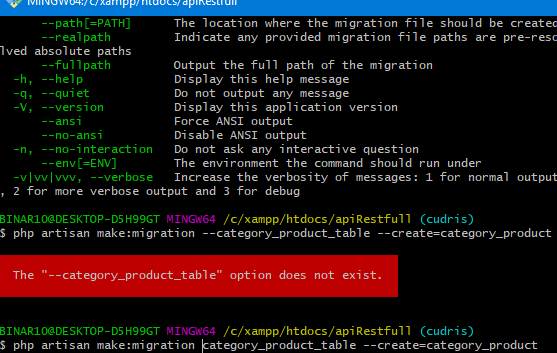 MINGW64:/c/xampp/htdocs/apiRestfull
--path[=PATH] The location where the migration file should be created
--realpath Indicate any provided migration file paths are pre-reso
lved absolute paths
--fullpath Output the full path of the migration
-h, --help Display this help message
-q, --quiet Do not output any message
-V, --version Display this application version
--ansi Force ANSI output
--no-ansi Disable ANSI output
-n, --no-interaction Do not ask any interactive question
--env[=ENV] The environment the command should run under
-v|vv|vvv, --verbose Increase the verbosity of messages: 1 for normal output
, 2 for more verbose output and 3 for debug
BINAR10@DESKTOP-D5H99GT MINGW64 /c/xampp/htdocs/apiRestfull (cudris)
$ php artisan make:migration --category_product_table --create=category_product
The "--category_product_table" option does not exist.
BINAR10@DESKTOP-D5H99GT MINGW64 /c/xampp/htdocs/apiRestfull (cudris)
$ php artisan make:migration category_product_table --create=category_product